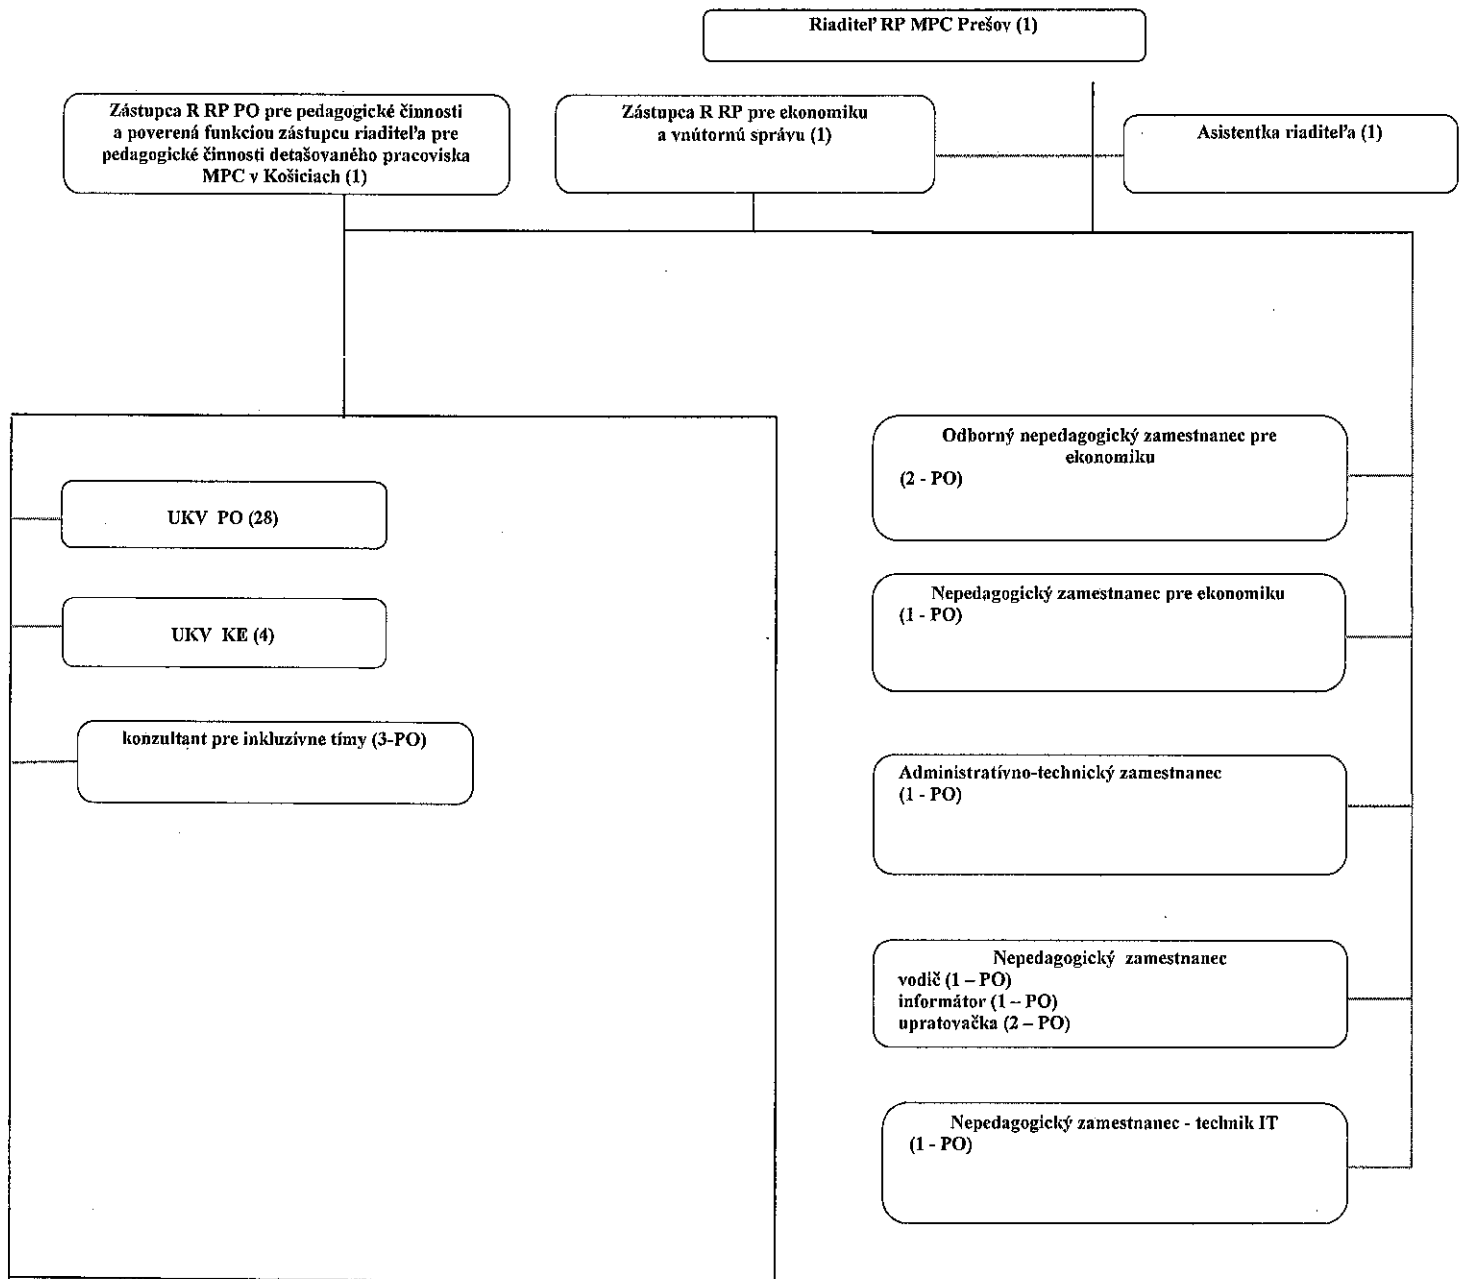 Riaditeľ RP MPC Prešov (1)
Zástupca R RP PO pre pedagogické činnosti
a poverená funkciou zástupcu riaditeľa pre
pedagogické činnosti detašovaného pracoviska
MPC v Košiciach (1)
Zástupca R RP pre ekonomiku
a vnútornú správu (1)
Asistentka riaditeľa (1)
UKV PO (28)
UKV KE (4)
konzultant pre inkluzívne tímy (3-PO)
Odborný nepedagogický zamestnanec pre
ekonomiku
(2 - PO)
Nepedagogický zamestnanec pre ekonomiku
(1 - PO)
Administratívno-technický zamestnanec
(1 - PO)
Nepedagogický zamestnanec
vodič (1 – PO)
informátor (1 – PO)
upratovačka (2 – PO)
Nepedagogický zamestnanec - technik IT
(1 - PO)